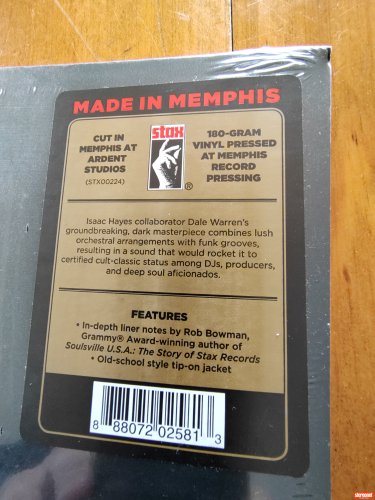 MADE IN MEMPHIS
CUT IN
MEMPHIS AT
ARDENT
STUDIOS
(STX00224)
stax
®
180-GRAM
VINYL PRESSED
AT MEMPHIS
RECORD
PRESSING
Isaac Hayes collaborator Dale Warren's
groundbreaking, dark masterpiece combines lush
orchestral arrangements with funk grooves,
resulting in a sound that would rocket it to
certified cult-classic status among DJs, producers,
and deep soul aficionados.
FEATURES
• In-depth liner notes by Rob Bowman,
Grammy® Award-winning author of
Soulsville U.S.A.: The Story of Stax Records
• Old-school style tip-on jacket
8 88072 02581 3